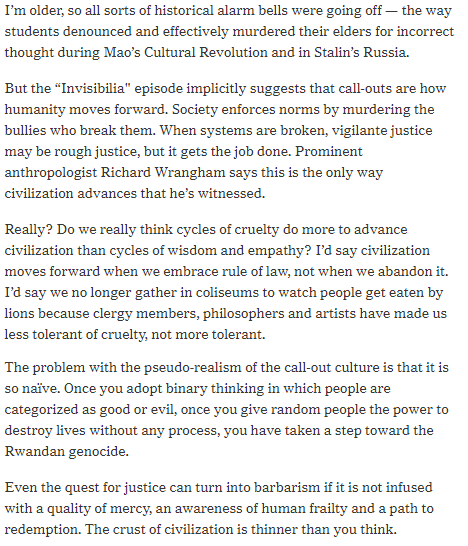 I’m older, so all sorts of historical alarm bells were going off — the way
students denounced and effectively murdered their elders for incorrect
thought during Mao’s Cultural Revolution and in Stalin’s Russia.
But the “Invisibilia” episode implicitly suggests that call-outs are how
humanity moves forward. Society enforces norms by murdering the
bullies who break them. When systems are broken, vigilante justice
may be rough justice, but it gets the job done. Prominent
anthropologist Richard Wrangham says this is the only way
civilization advances that he’s witnessed.
Really? Do we really think cycles of cruelty do more to advance
civilization than cycles of wisdom and empathy? I’d say civilization
moves forward when we embrace rule of law, not when we abandon it.
I’d say we no longer gather in coliseums to watch people get eaten by
lions because clergy members, philosophers and artists have made us
less tolerant of cruelty, not more tolerant.
The problem with the pseudo-realism of the call-out culture is that it is
so naïve. Once you adopt binary thinking in which people are
categorized as good or evil, once you give random people the power to
destroy lives without any process, you have taken a step toward the
Rwandan genocide.
Even the quest for justice can turn into barbarism if it is not infused
with a quality of mercy, an awareness of human frailty and a path to
redemption. The crust of civilization is thinner than you think.